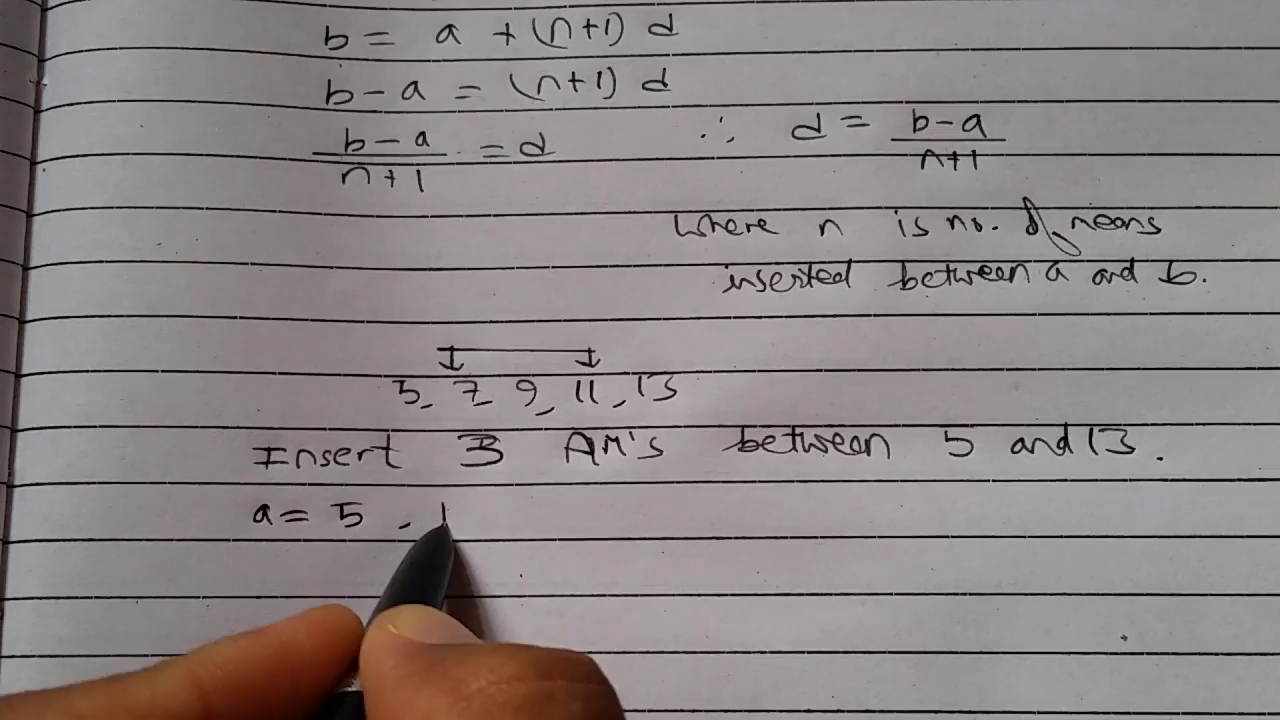 b = a + (n+1) d
b - a = (n+1) d
b - a / n + 1 = d ∴ d = b - a / n+1
where n is no. of means
inserted between a and b.
5, 7, 9, 11, 13
Insert 3 AM's between 5 and 13.
a = 5 ,